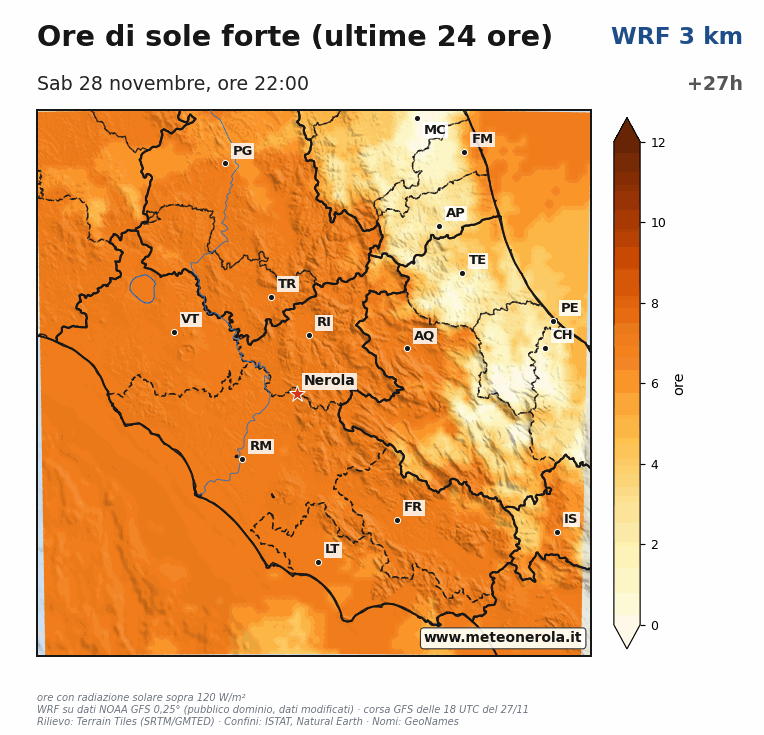 Ore di sole forte (ultime 24 ore)
WRF 3 km
Sab 28 novembre, ore 22:00
+27h
MC
FM
PG
AP
TE
TR
PE
VT
RI
AQ
CH
Nerola
RM
FR
IS
LT
www.meteonerola.it
12
10
8
6
4
2
0
ore
ore con radiazione solare sopra 120 W/m²
WRF su dati NOAA GFS 0,25° (pubblico dominio, dati modificati) · corsa GFS delle 18 UTC del 27/11
Rilievo: Terrain Tiles (SRTM/GMTED) · Confini: ISTAT, Natural Earth · Nomi: GeoNames